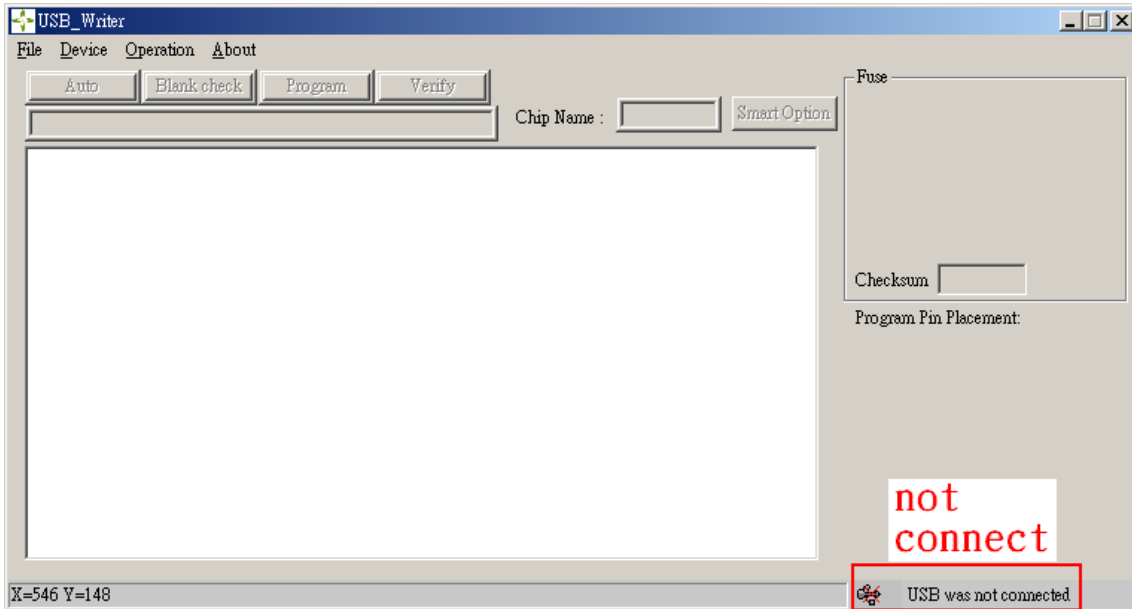 USB_Writer
File Device Operation About
Auto Blank check Program Verify
Chip Name :
Smart Option
Fuse
Checksum
Program Pin Placement:
not
connect
X=546 Y=148
USB was not connected